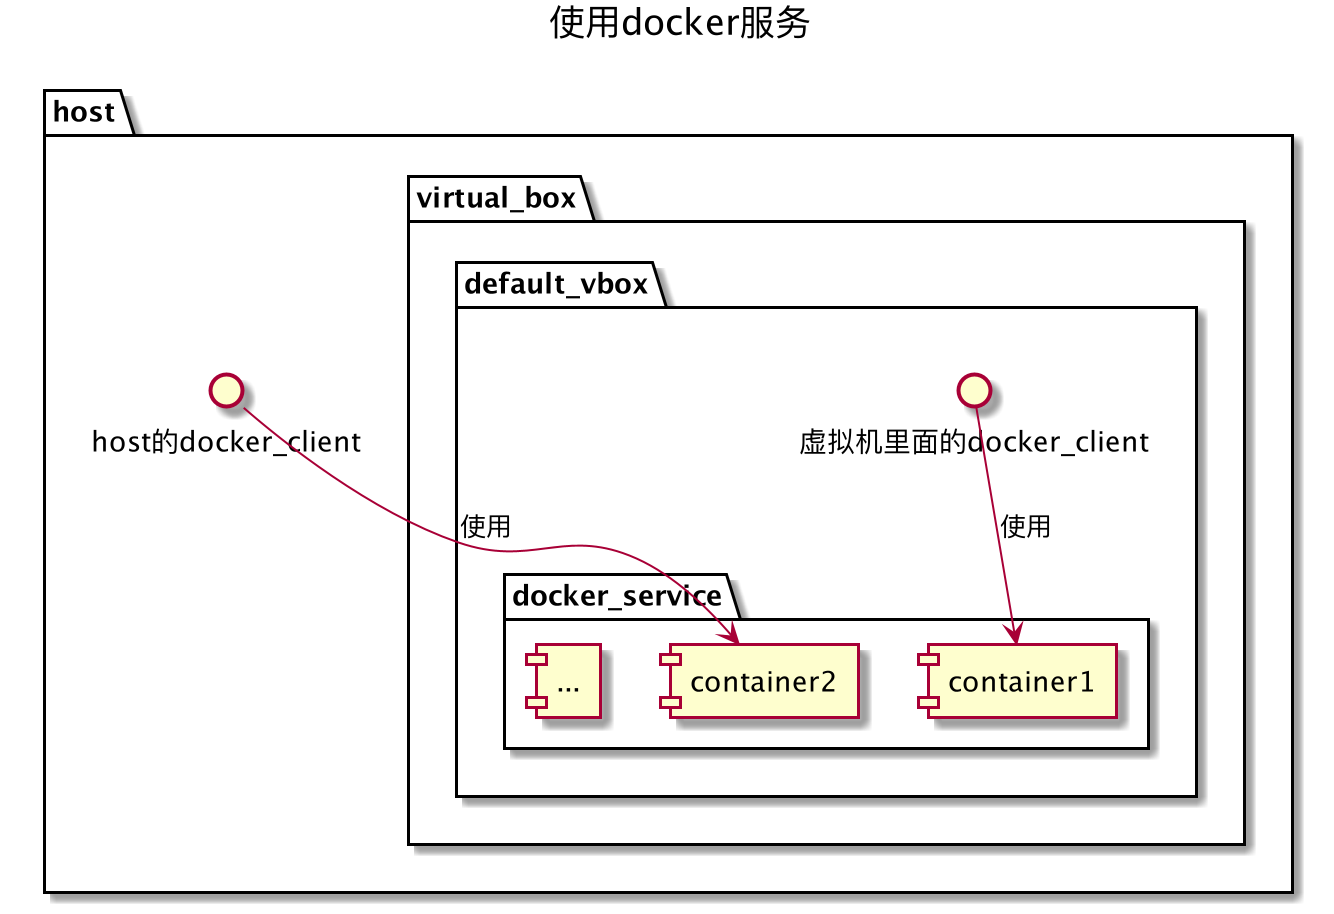 使用docker服务
host
virtual_box
default_vbox
host的docker_client
虚拟机里面的docker_client
使用
使用
docker_service
...
container2
container1